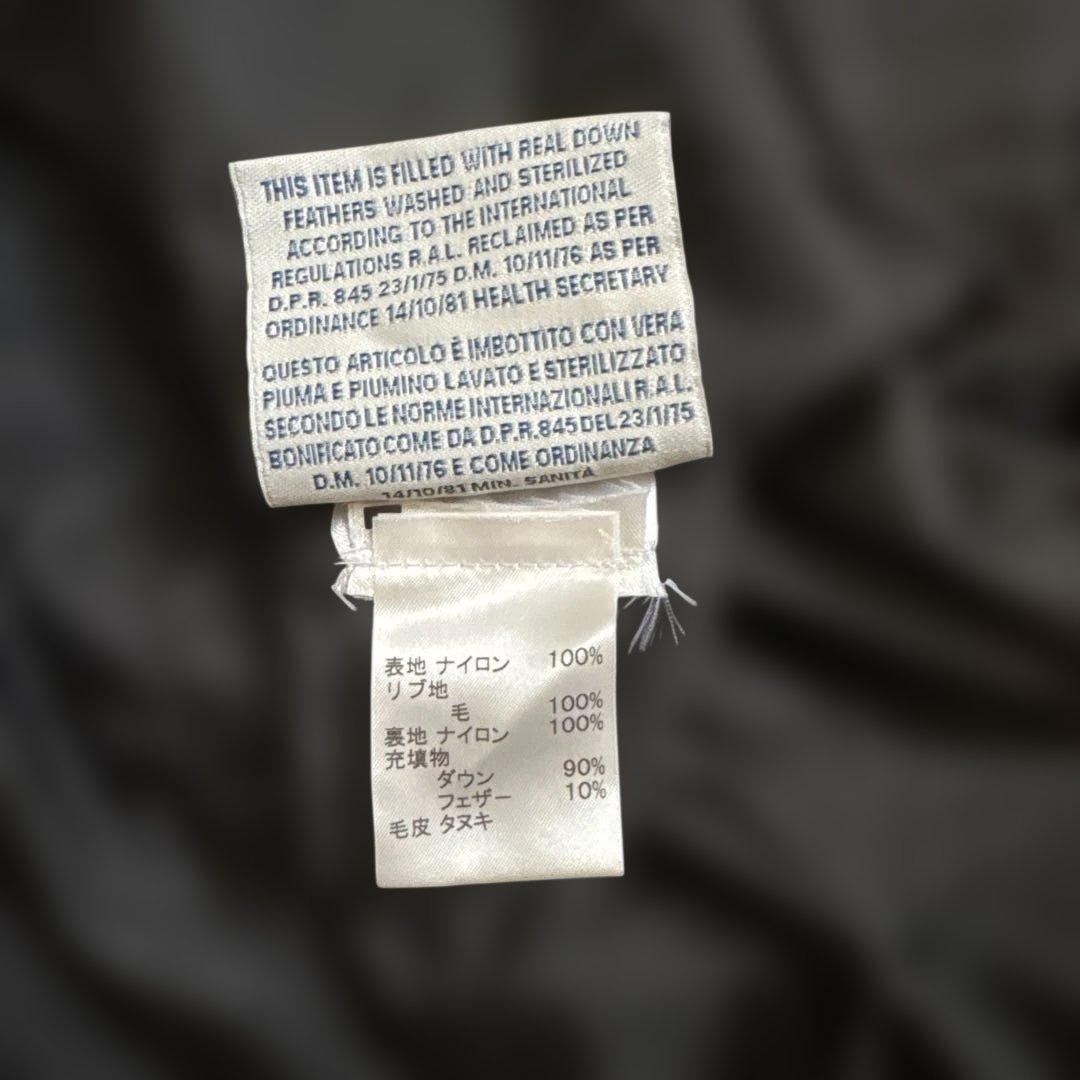 THIS ITEM IS FILLED WITH REAL DOWN
FEATHERS WASHED AND STERILIZED
ACCORDING TO THE INTERNATIONAL
REGULATIONS R.A.L. RECLAIMED AS PER
D.P.R. 845 23/1/75 D.M. 10/11/76 AS PER
ORDINANCE 14/10/81 HEALTH SECRETARY
QUESTO ARTICOLO È IMBOTTITO CON VERA
PIUMA E PIUMINO LAVATO E STERILIZZATO
SECONDO LE NORME INTERNAZIONALI R.A.L.
BONIFICATO COME DA D.P.R.845 DEL 23/1/75
D.M. 10/11/76 E COME ORDINANZA
14/10/81 MIN. SANITÀ
表地 ナイロン 100%
リブ地
毛 100%
裏地 ナイロン 100%
充填物
ダウン 90%
フェザー 10%
毛皮 タヌキ